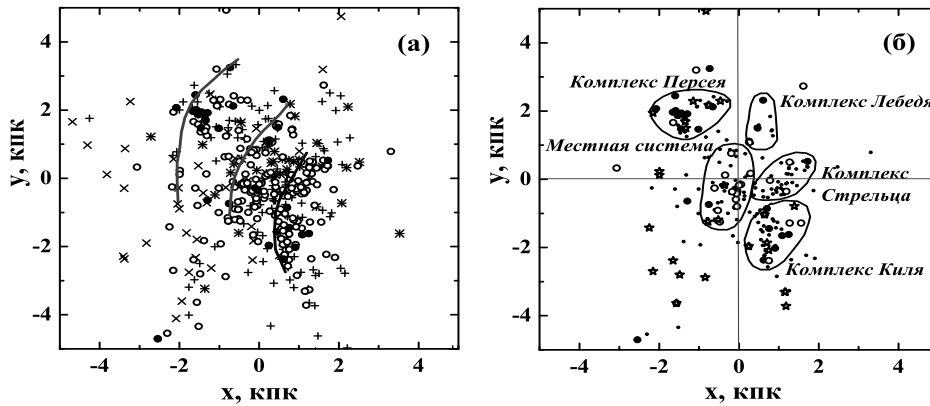 (а)
4
2
0
-2
-4
y, кпк
-4
-2
0
2
4
x, кпк
(б)
4
2
0
-2
-4
y, кпк
-4
-2
0
2
4
x, кпк
Комплекс Персея
Комплекс Лебедя
Местная система
Комплекс
Стрельца
Комплекс Киля